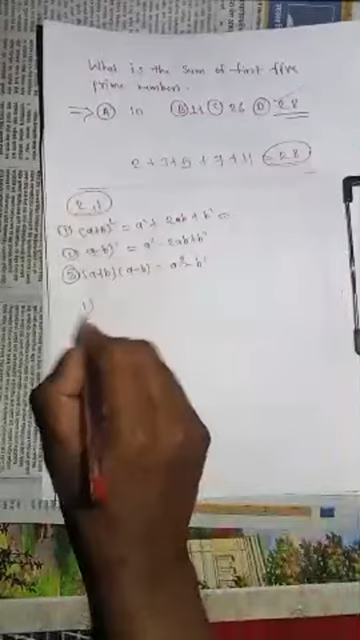 What is the sum of first five
prime numbers.
=> (A) 10 (B) 11 (C) 26 (D) 28
2 + 3 + 5 + 7 + 11 = 28
2,1
(1) (a+b)² = a² + 2ab + b² =
(2) a-b)² = a² - 2ab + b²
(3) (a+b) (a-b) - a² - b²
1)